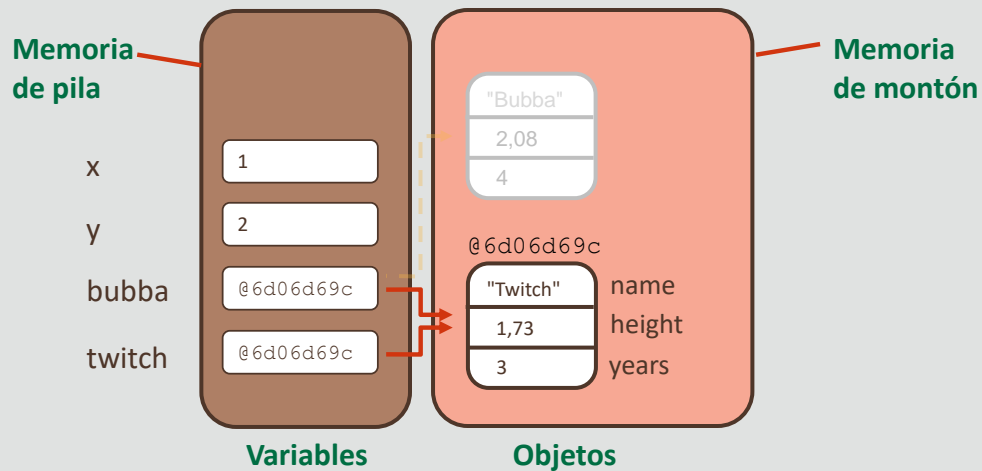 Memoria
de pila
Memoria
de montón
"Bubba"
2,08
4
x
1
y
2
@6d06d69c
bubba
@6d06d69c
"Twitch"
name
1,73
height
twitch
@6d06d69c
3
years
Variables
Objetos